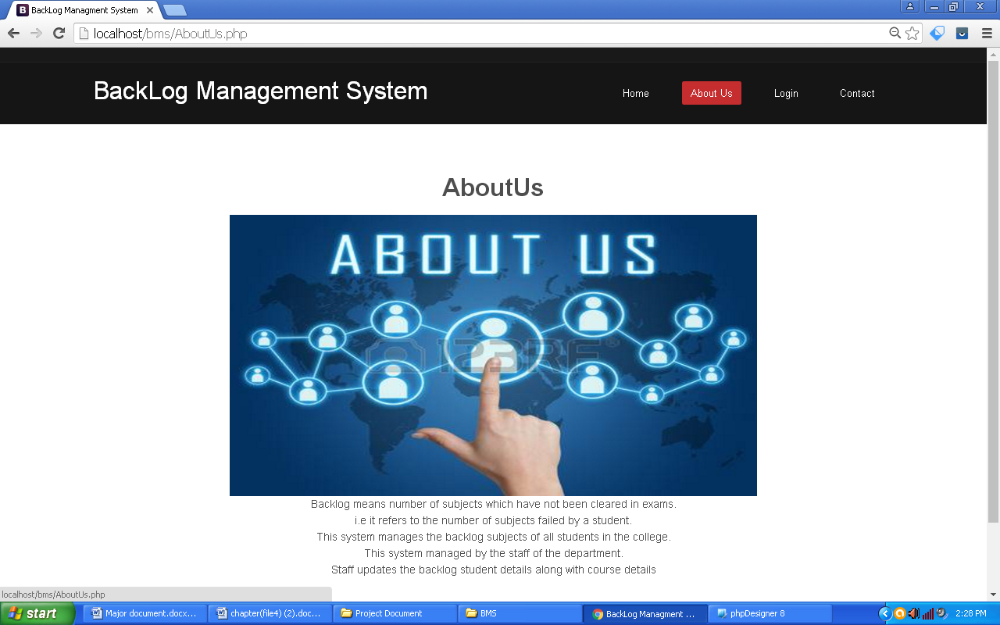 BackLog Managment System
localhost/bms/AboutUs.php
BackLog Management System
Home
About Us
Login
Contact
AboutUs
ABOUT US
123RF
Backlog means number of subjects which have not been cleared in exams.
i.e it refers to the number of subjects failed by a student.
This system manages the backlog subjects of all students in the college.
This system managed by the staff of the department.
Staff updates the backlog student details along with course details
localhost/bms/AboutUs.php
start
Major document.docx...
chapter(file4) (2).doc...
Project Document
BMS
BackLog Managment ...
phpDesigner 8
2:28 PM